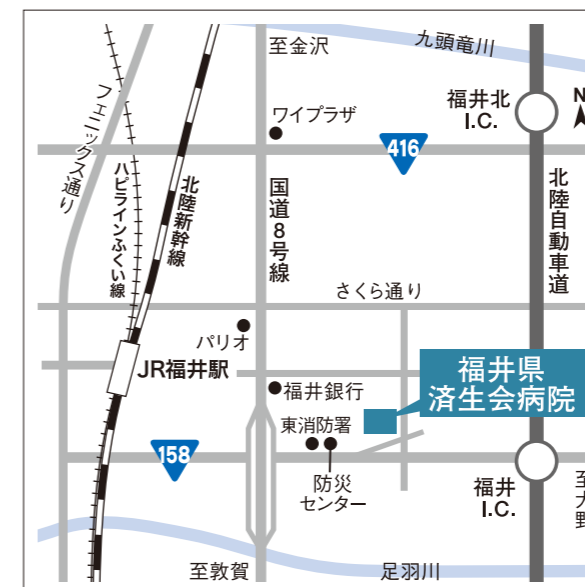 至金沢
九頭竜川
フェニックス通り
ワイプラザ
福井北
I.C.
N
416
ハピラインふくい線
北陸新幹線
国道8号線
北陸自動車道
さくら通り
パリオ
JR福井駅
福井県
済生会病院
福井銀行
東消防署
158
防災
センター
福井
I.C.
至大野
至敦賀
足羽川